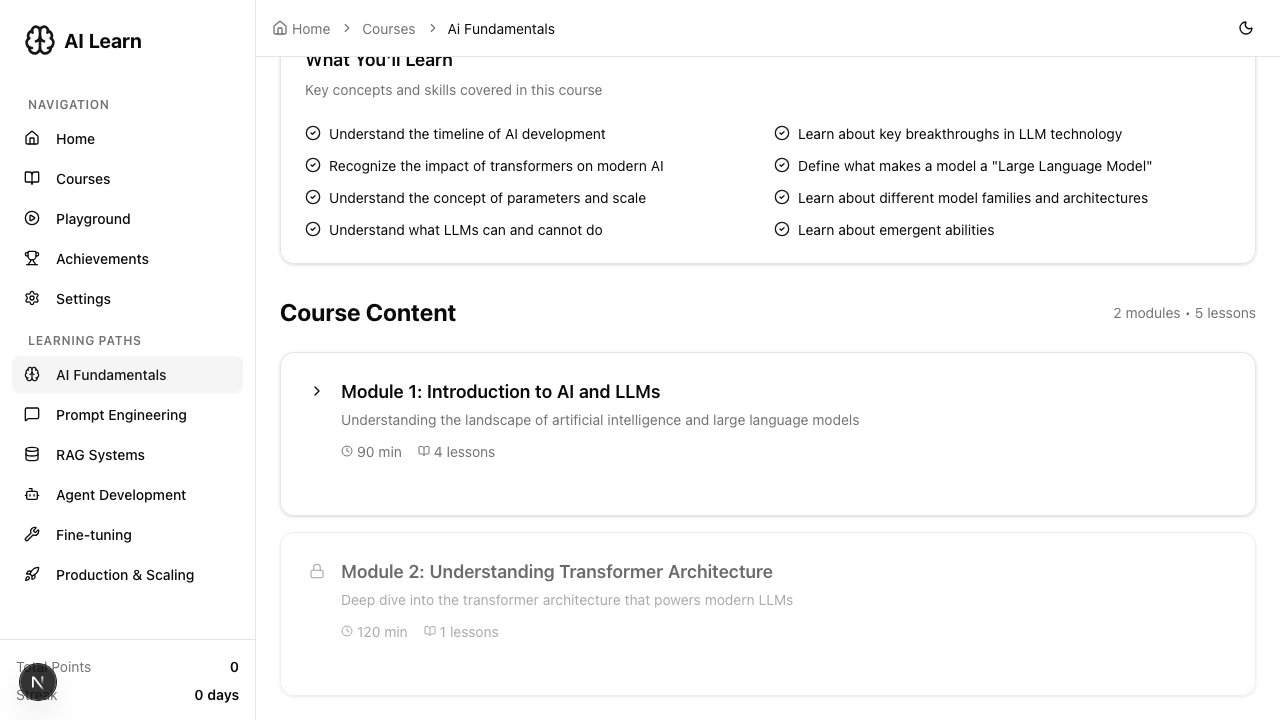 AI Learn
NAVIGATION
Home
Courses
Playground
Achievements
Settings
LEARNING PATHS
AI Fundamentals
Prompt Engineering
RAG Systems
Agent Development
Fine-tuning
Production & Scaling
Total Points 0
Streak 0 days
N
Home > Courses > Ai Fundamentals
What You'll Learn
Key concepts and skills covered in this course
Understand the timeline of AI development
Learn about key breakthroughs in LLM technology
Recognize the impact of transformers on modern AI
Define what makes a model a "Large Language Model"
Understand the concept of parameters and scale
Learn about different model families and architectures
Understand what LLMs can and cannot do
Learn about emergent abilities
Course Content
2 modules • 5 lessons
Module 1: Introduction to AI and LLMs
Understanding the landscape of artificial intelligence and large language models
90 min 4 lessons
Module 2: Understanding Transformer Architecture
Deep dive into the transformer architecture that powers modern LLMs
120 min 1 lessons